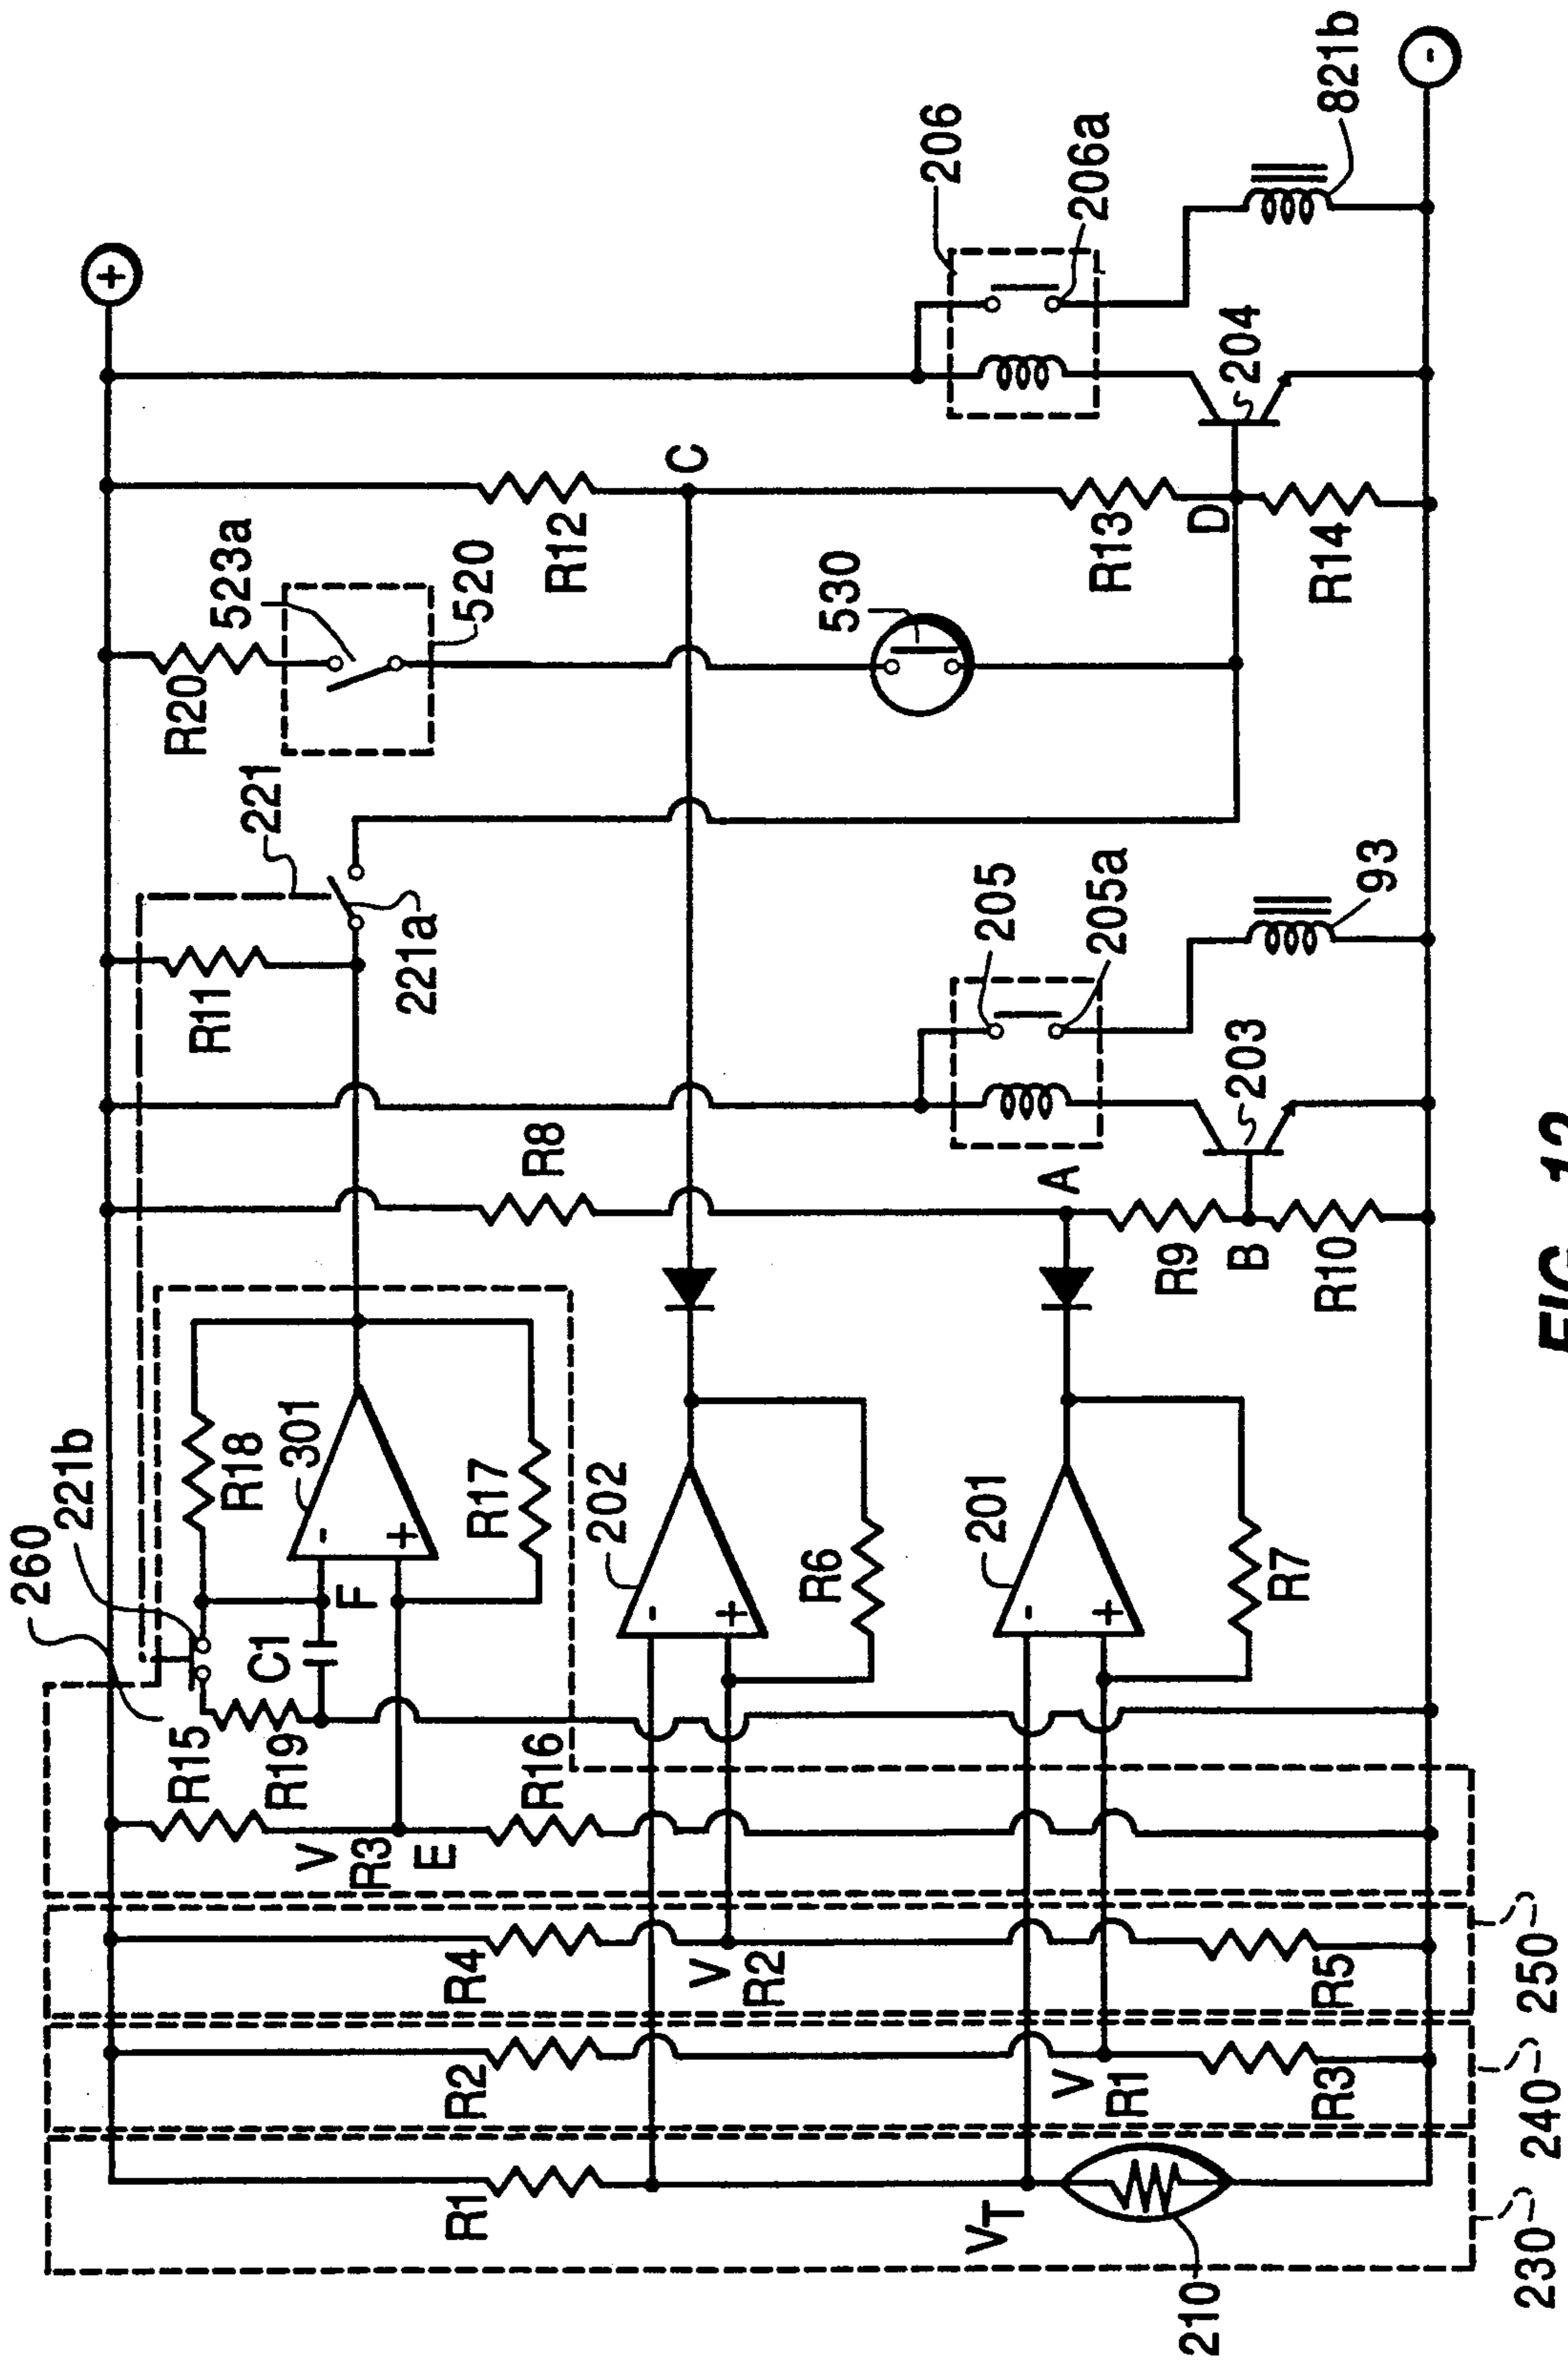 260
221b
R18
301
-
+
F
C1
R17
R15
R19
V
R3
E
R16
R11
221
221a
R20
523a
520
+
R12
C
R8
202
-
+
R6
R4
V
R2
R5
201
-
+
R7
R2
V
R1
R3
R1
VT
210
A
R9
B
R10
203
205
205a
93
530
R13
D
R14
204
206
206a
821b
-
230
240
250